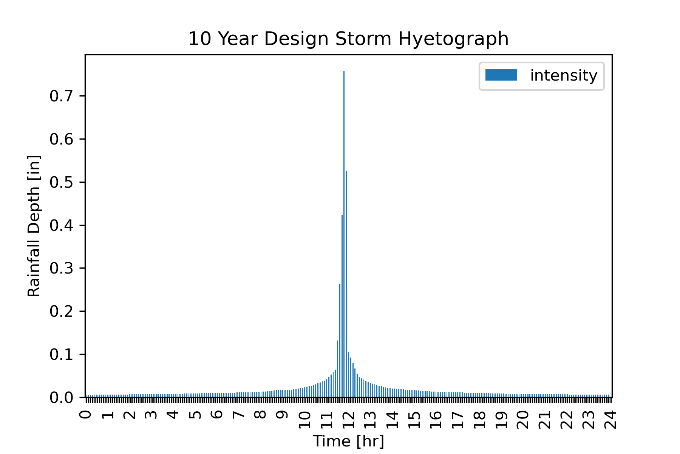 10 Year Design Storm Hyetograph
intensity
Rainfall Depth [in]
0.7
0.6
0.5
0.4
0.3
0.2
0.1
0.0
0 1 2 3 4 5 6 7 8 9 10 11 12 13 14 15 16 17 18 19 20 21 22 23 24
Time [hr]